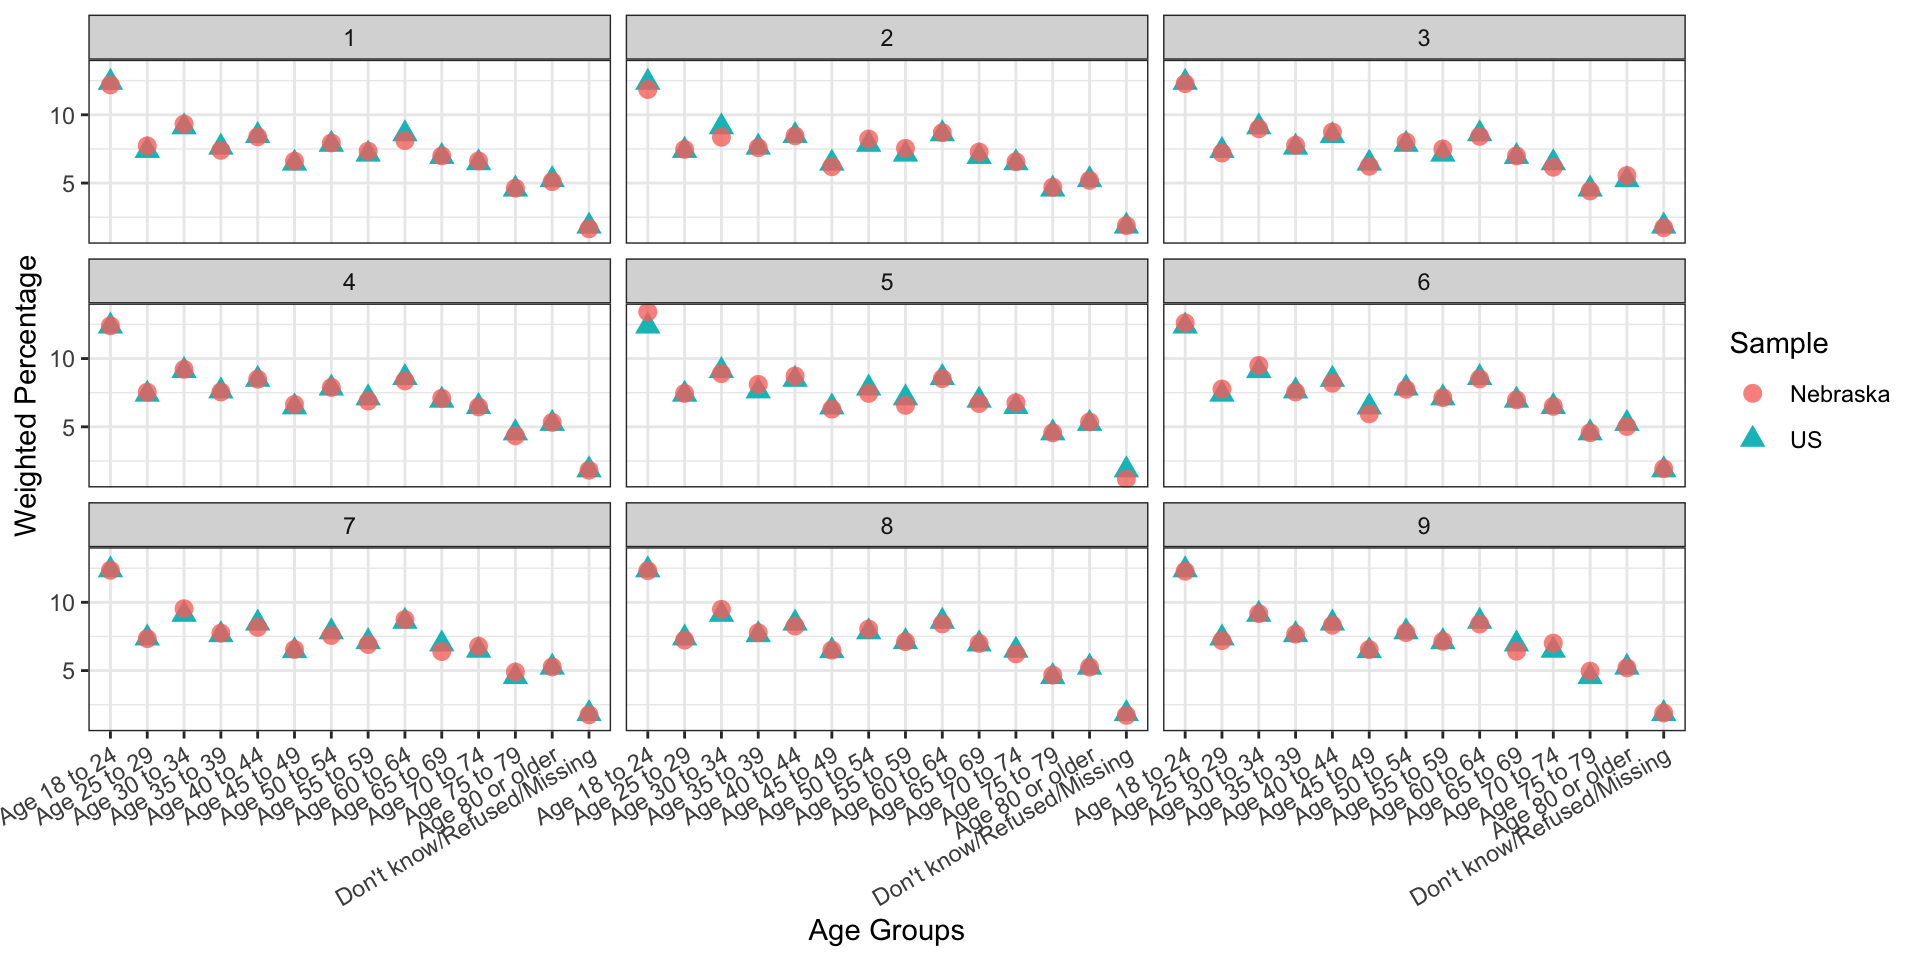 1
2
3
10
5
4
5
6
10
5
7
8
9
10
5
Weighted Percentage
Age 18 to 24
Age 25 to 29
Age 30 to 34
Age 35 to 39
Age 40 to 44
Age 45 to 49
Age 50 to 54
Age 55 to 59
Age 60 to 64
Age 65 to 69
Age 70 to 74
Age 75 to 79
Age 80 or older
Don't know/Refused/Missing
Age 18 to 24
Age 25 to 29
Age 30 to 34
Age 35 to 39
Age 40 to 44
Age 45 to 49
Age 50 to 54
Age 55 to 59
Age 60 to 64
Age 65 to 69
Age 70 to 74
Age 75 to 79
Age 80 or older
Don't know/Refused/Missing
Age 18 to 24
Age 25 to 29
Age 30 to 34
Age 35 to 39
Age 40 to 44
Age 45 to 49
Age 50 to 54
Age 55 to 59
Age 60 to 64
Age 65 to 69
Age 70 to 74
Age 75 to 79
Age 80 or older
Don't know/Refused/Missing
Age Groups
Sample
Nebraska
US